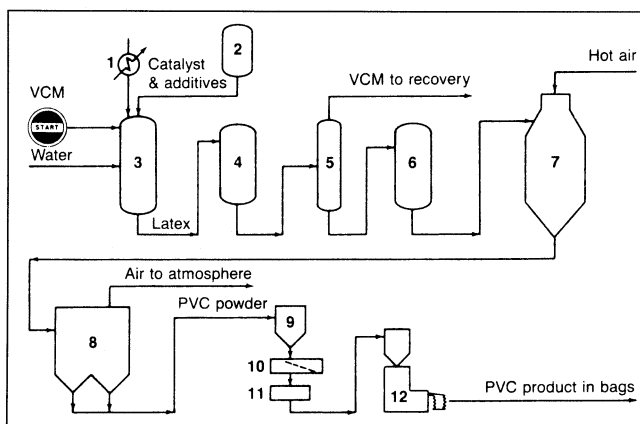 1
2
Catalyst
& additives
Hot air
VCM to recovery
VCM
START
Water
3
4
5
6
7
Latex
Air to atmosphere
PVC powder
8
9
10
11
12
PVC product in bags